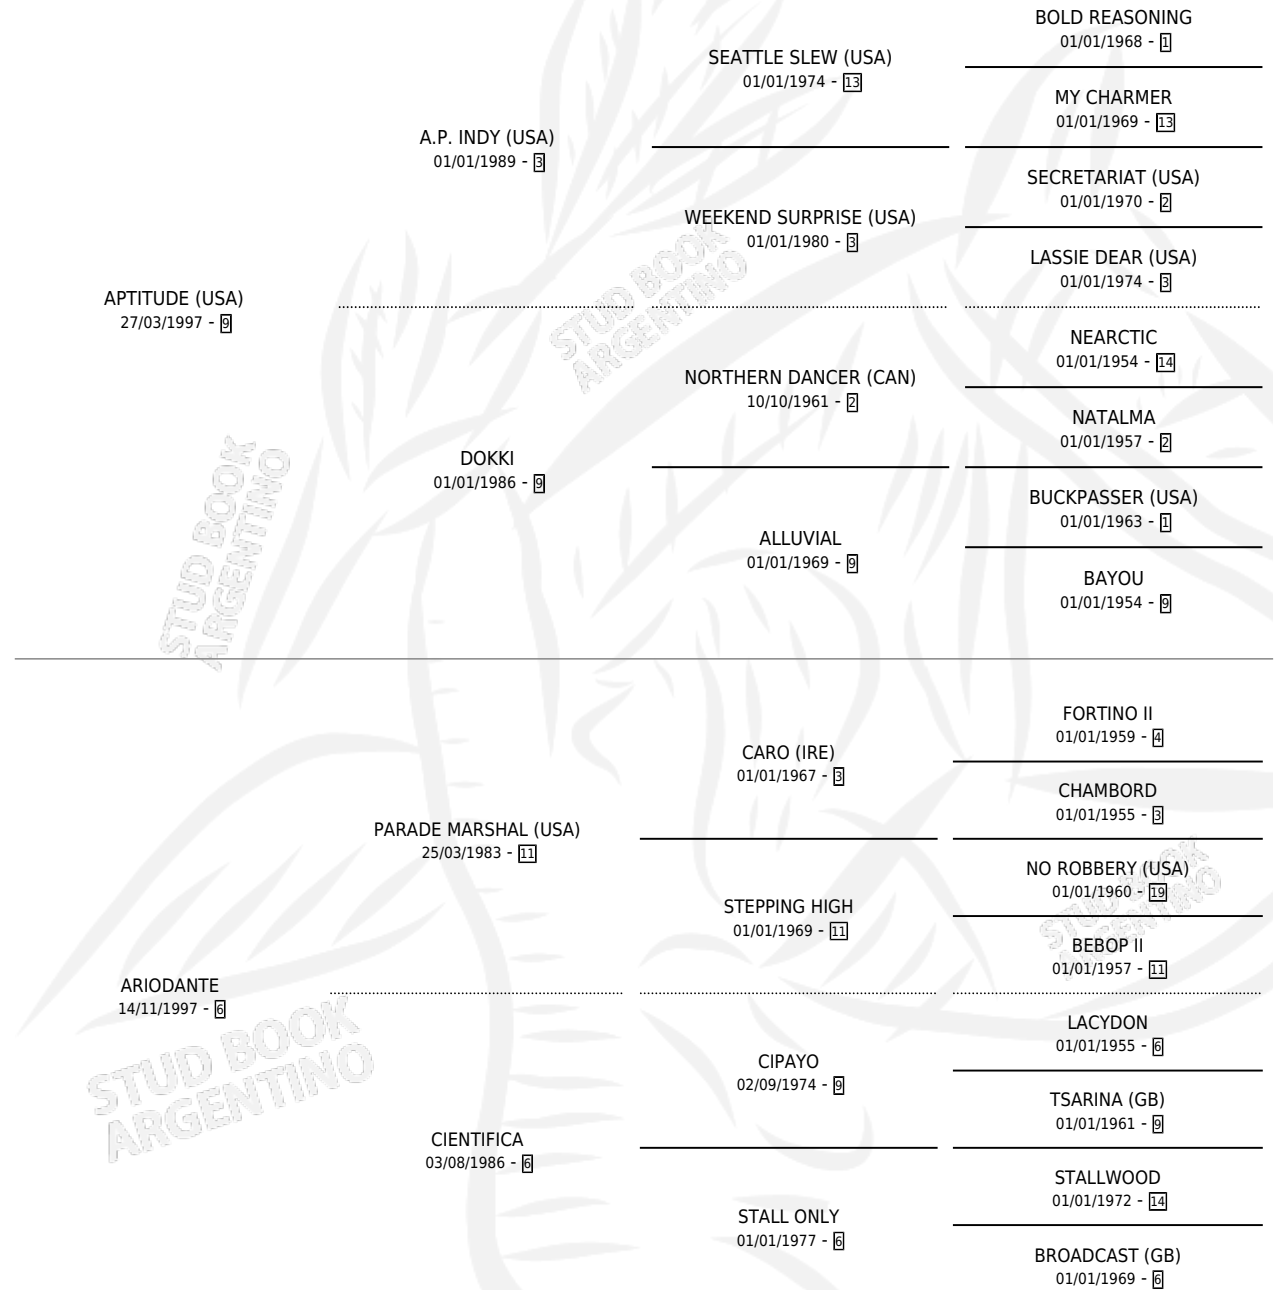 BOLD REASONING
01/01/1968 - 1
SEATTLE SLEW (USA)
01/01/1974 - 13
MY CHARMER
01/01/1969 - 13
A.P. INDY (USA)
01/01/1989 - 3
SECRETARIAT (USA)
01/01/1970 - 2
WEEKEND SURPRISE (USA)
01/01/1980 - 3
LASSIE DEAR (USA)
01/01/1974 - 3
APTITUDE (USA)
27/03/1997 - 9
STUD BOOK
ARGENTINO
NEARCTIC
01/01/1954 - 14
NORTHERN DANCER (CAN)
10/10/1961 - 2
NATALMA
01/01/1957 - 2
DOKKI
01/01/1986 - 9
BUCKPASSER (USA)
01/01/1963 - 1
ALLUVIAL
01/01/1969 - 9
BAYOU
01/01/1954 - 9
STUD BOOK
ARGENTINO
FORTINO II
01/01/1959 - 4
CARO (IRE)
01/01/1967 - 3
CHAMBORD
01/01/1955 - 3
PARADE MARSHAL (USA)
25/03/1983 - 11
NO ROBBERY (USA)
01/01/1960 - 19
STEPPING HIGH
01/01/1969 - 11
STUD BOOK
ARGENTINO
BEBOP II
01/01/1957 - 11
ARIODANTE
14/11/1997 - 6
LACYDON
01/01/1955 - 6
CIPAYO
02/09/1974 - 9
TSARINA (GB)
01/01/1961 - 9
STUD BOOK
ARGENTINO
CIENTIFICA
03/08/1986 - 6
STALLWOOD
01/01/1972 - 14
STALL ONLY
01/01/1977 - 6
BROADCAST (GB)
01/01/1969 - 6